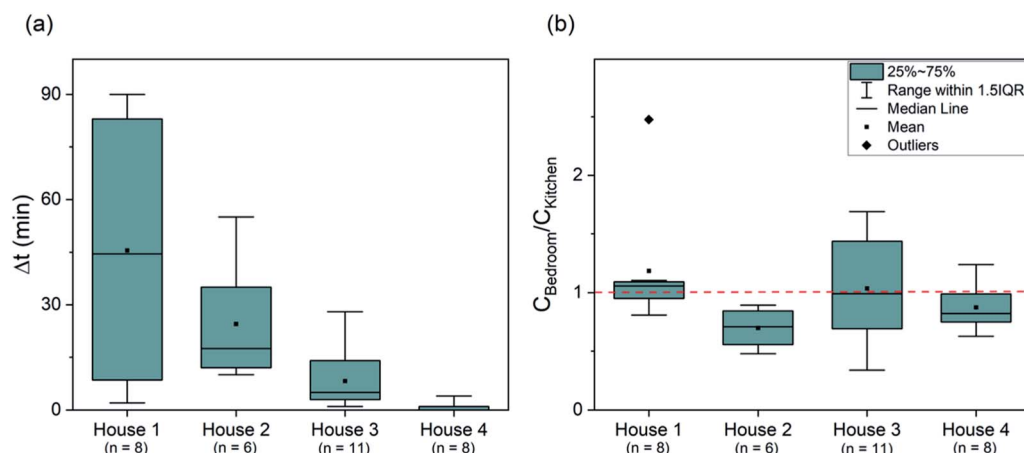 (a)
Δt (min)
90
60
30
0
House 1
(n = 8)
House 2
(n = 6)
House 3
(n = 11)
House 4
(n = 8)
(b)
C_Bedroom/C_Kitchen
2
1
0
25%~75%
Range within 1.5IQR
Median Line
Mean
Outliers
House 1
(n = 8)
House 2
(n = 6)
House 3
(n = 11)
House 4
(n = 8)